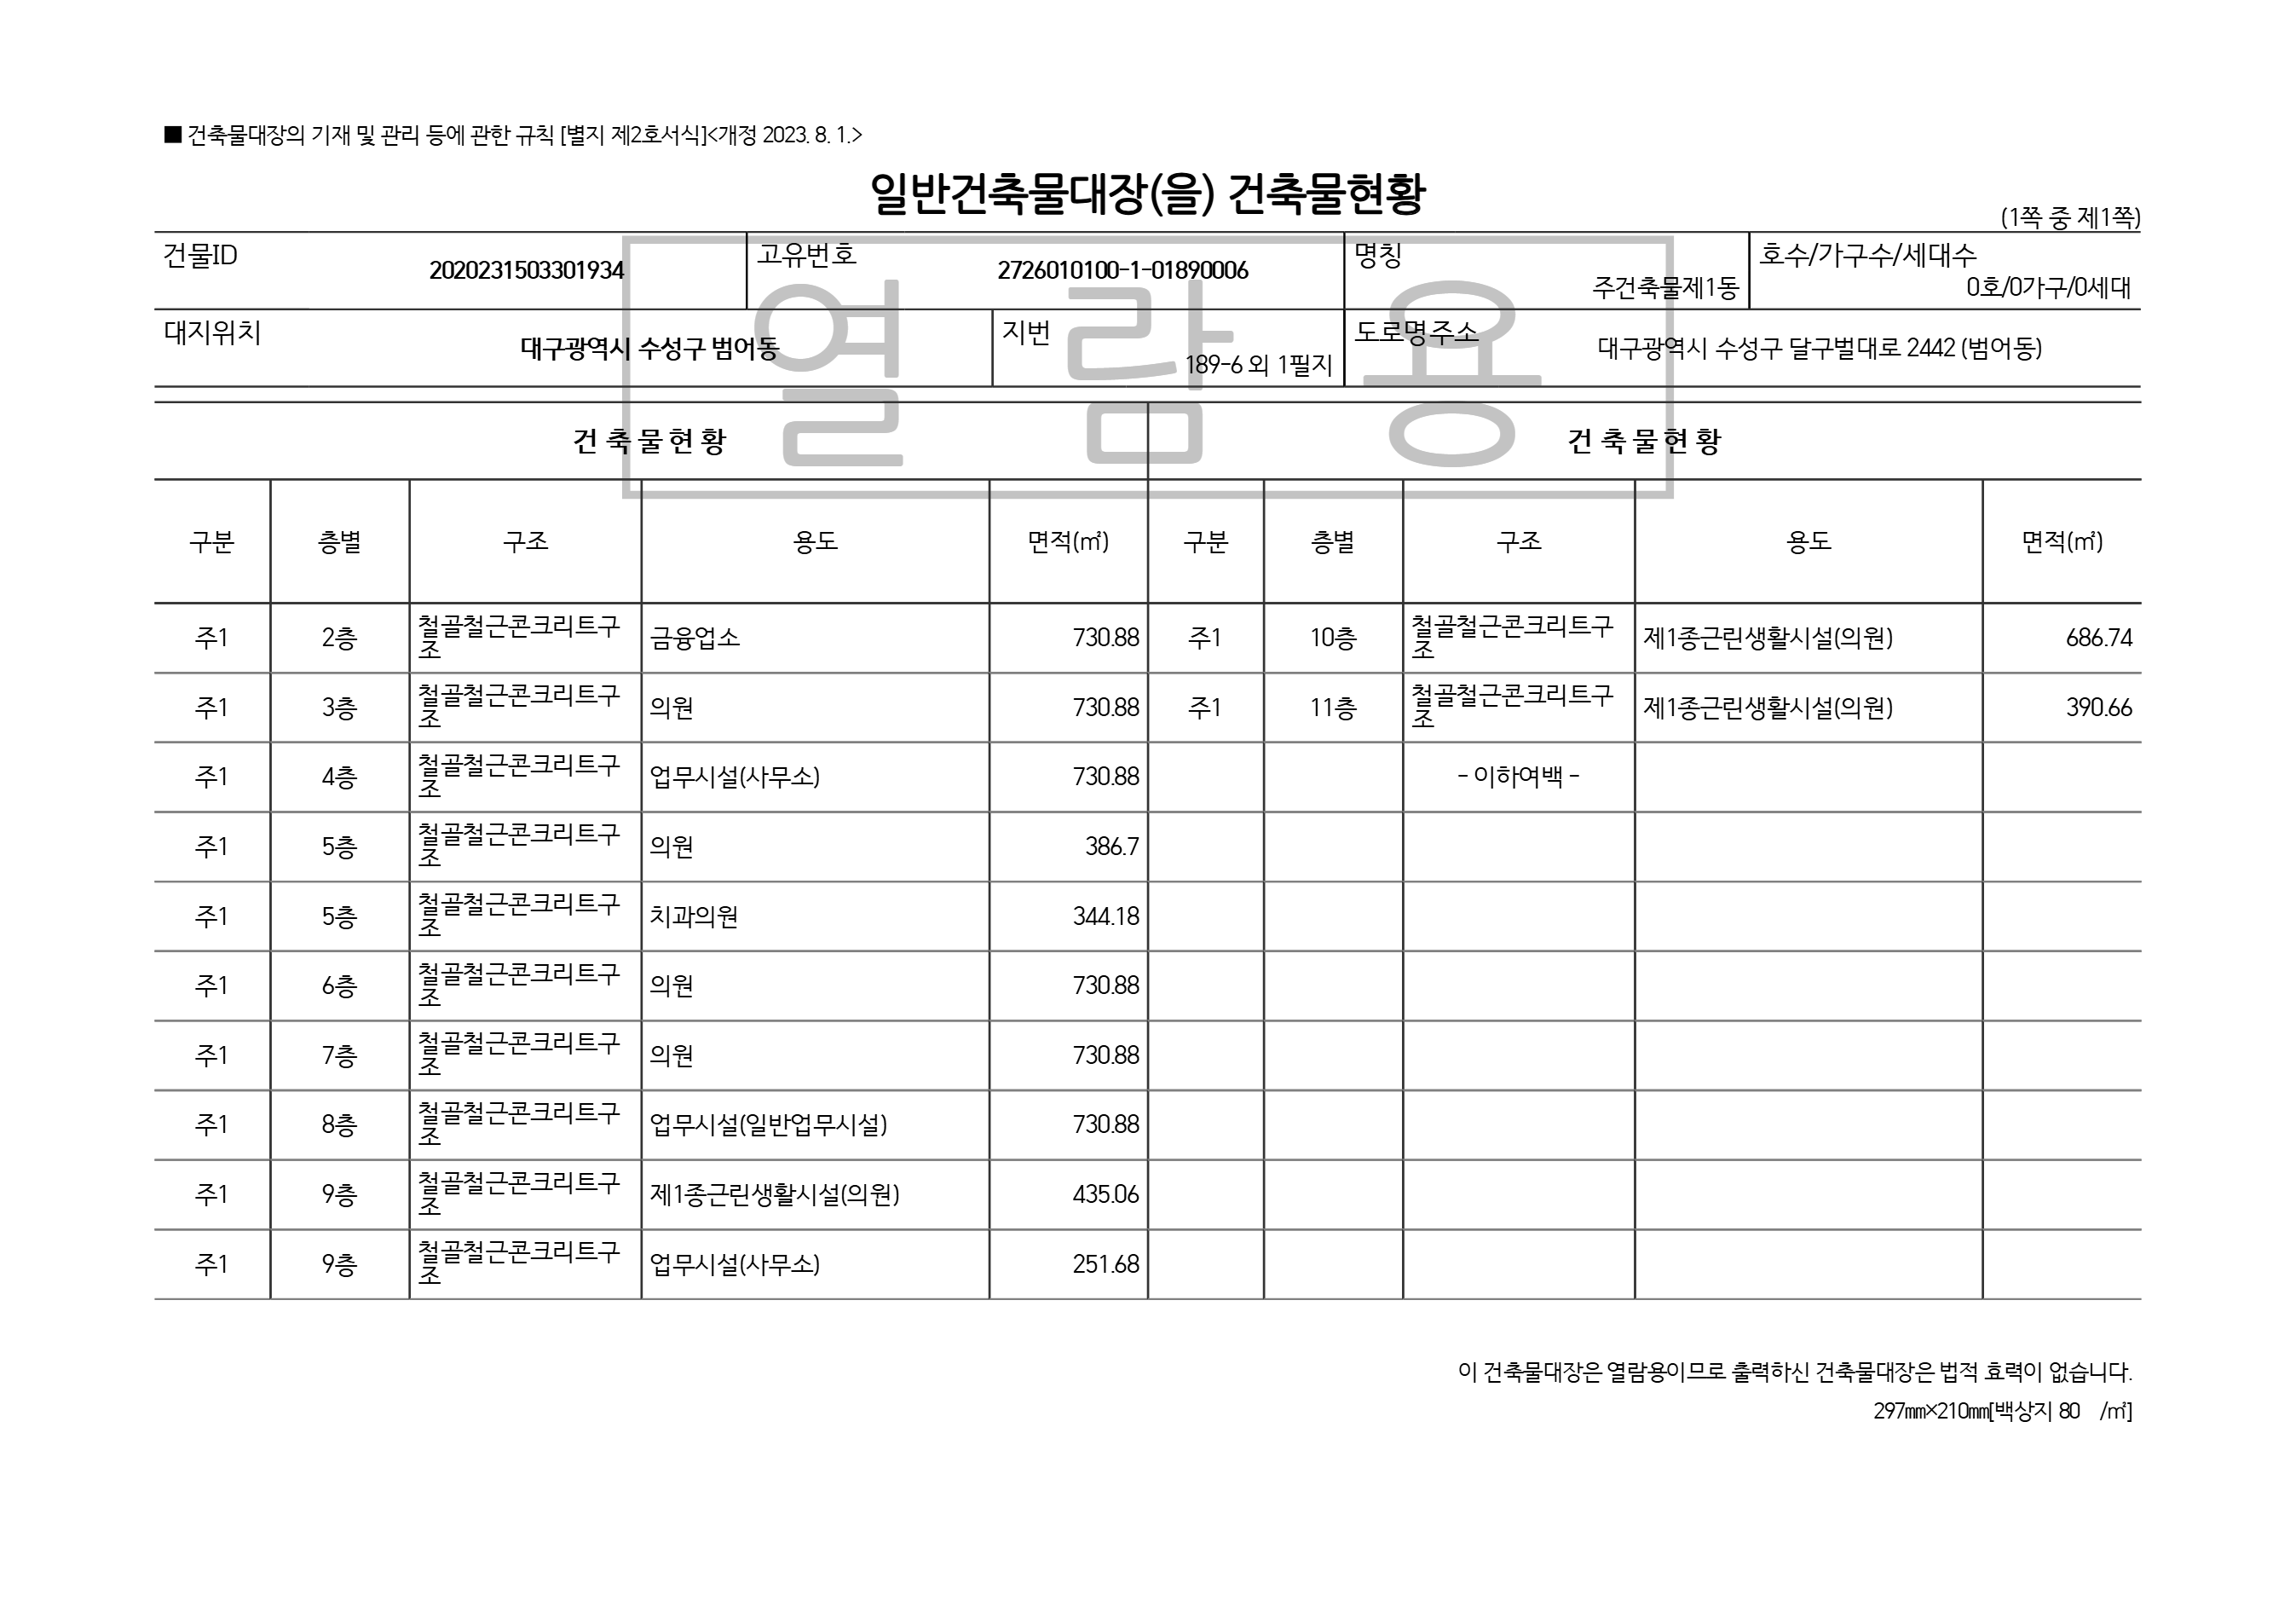 ■ 건축물대장의 기재 및 관리 등에 관한 규칙 [별지 제2호서식]<개정 2023. 8. 1.>
일반건축물대장(을) 건축물현황
(1쪽 중 제1쪽)
건물ID 2020231503301934 고유번호 2726010100-1-01890006 명칭 주건축물제1동 호수/가구수/세대수 0호/0가구/0세대
대지위치 대구광역시 수성구 범어동 지번 189-6 외 1필지 도로명주소 대구광역시 수성구 달구벌대로 2442 (범어동)
열람용
건 축 물 현 황 건 축 물 현 황
구분 층별 구조 용도 면적(㎡) 구분 층별 구조 용도 면적(㎡)
주1 2층 철골철근콘크리트구조 금융업소 730.88 주1 10층 철골철근콘크리트구조 제1종근린생활시설(의원) 686.74
주1 3층 철골철근콘크리트구조 의원 730.88 주1 11층 철골철근콘크리트구조 제1종근린생활시설(의원) 390.66
주1 4층 철골철근콘크리트구조 업무시설(사무소) 730.88 - 이하여백 -
주1 5층 철골철근콘크리트구조 의원 386.7
주1 5층 철골철근콘크리트구조 치과의원 344.18
주1 6층 철골철근콘크리트구조 의원 730.88
주1 7층 철골철근콘크리트구조 의원 730.88
주1 8층 철골철근콘크리트구조 업무시설(일반업무시설) 730.88
주1 9층 철골철근콘크리트구조 제1종근린생활시설(의원) 435.06
주1 9층 철골철근콘크리트구조 업무시설(사무소) 251.68
이 건축물대장은 열람용이므로 출력하신 건축물대장은 법적 효력이 없습니다.
297㎜×210㎜[백상지 80 /㎡]